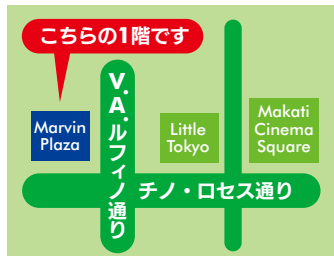 こちらの1階です
V.A.ルフィノ通り
Marvin
Plaza
Little
Tokyo
Makati
Cinema
Square
チノ・ロセス通り